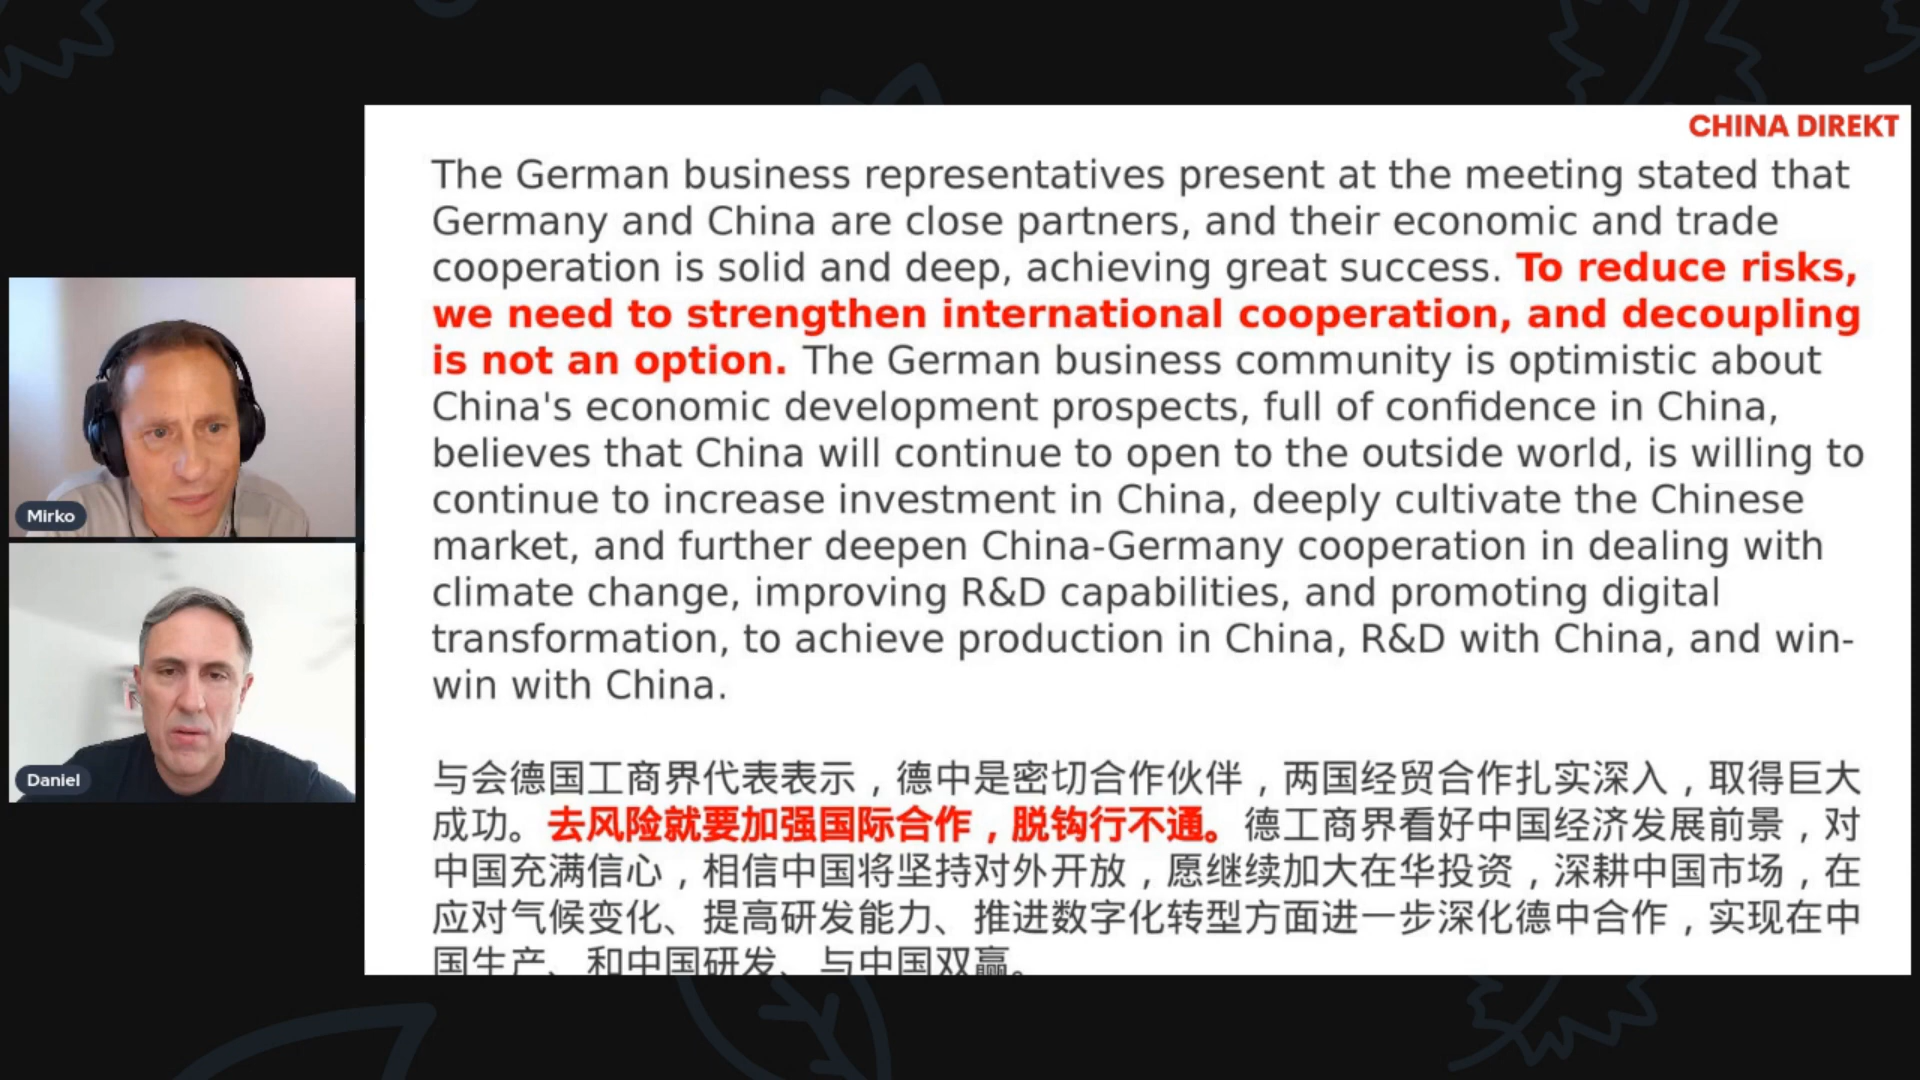 CHINA DIREKT
The German business representatives present at the meeting stated that
Germany and China are close partners, and their economic and trade
cooperation is solid and deep, achieving great success. To reduce risks,
we need to strengthen international cooperation, and decoupling
is not an option. The German business community is optimistic about
China's economic development prospects, full of confidence in China,
believes that China will continue to open to the outside world, is willing to
continue to increase investment in China, deeply cultivate the Chinese
market, and further deepen China-Germany cooperation in dealing with
climate change, improving R&D capabilities, and promoting digital
transformation, to achieve production in China, R&D with China, and win-
win with China.
与会德国工商界代表表示，德中是密切合作伙伴，两国经贸合作扎实深入，取得巨大
成功。去风险就要加强国际合作，脱钩行不通。德工商界看好中国经济发展前景，对
中国充满信心，相信中国将坚持对外开放，愿继续加大在华投资，深耕中国市场，在
应对气候变化、提高研发能力、推进数字化转型方面进一步深化德中合作，实现在中
国生产、和中国研发、与中国双赢。
Mirko
Daniel